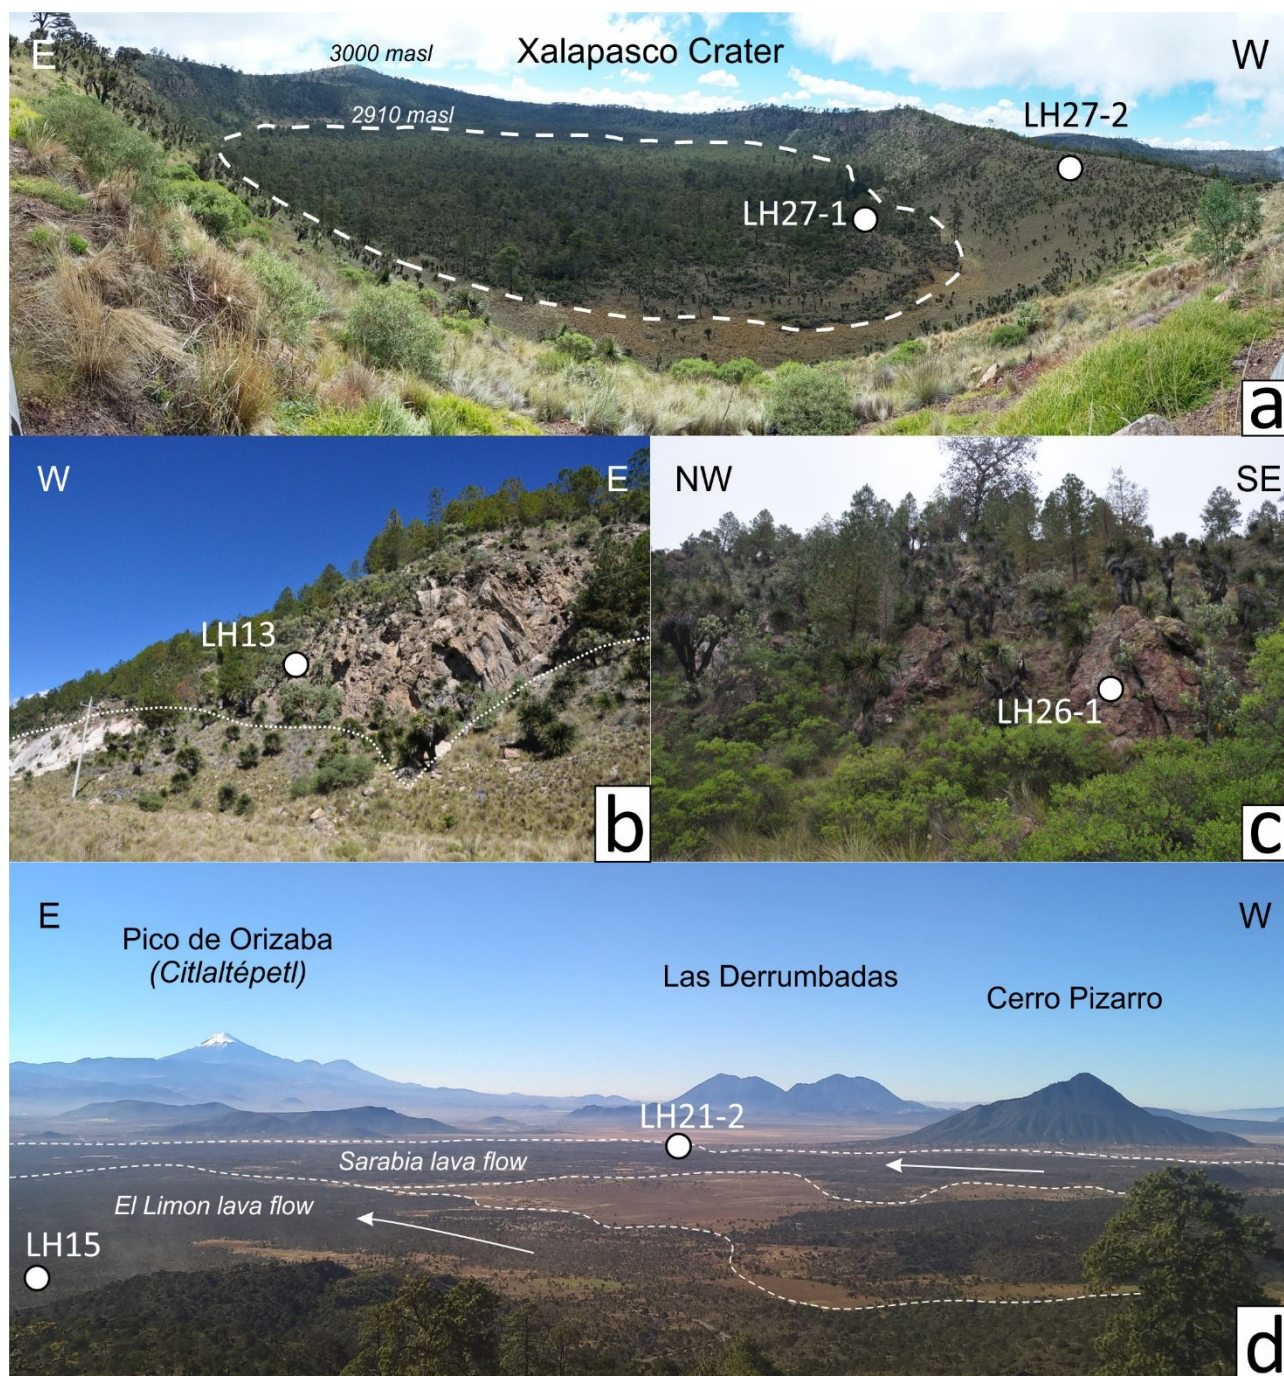 E
3000 masl
Xalapasco Crater
W
2910 masl
LH27-2
LH27-1
a
W
E
LH13
b
NW
SE
LH26-1
c
E
W
Pico de Orizaba
(Citlaltépetl)
Las Derrumbadas
Cerro Pizarro
LH21-2
Sarabia lava flow
El Limon lava flow
LH15
d